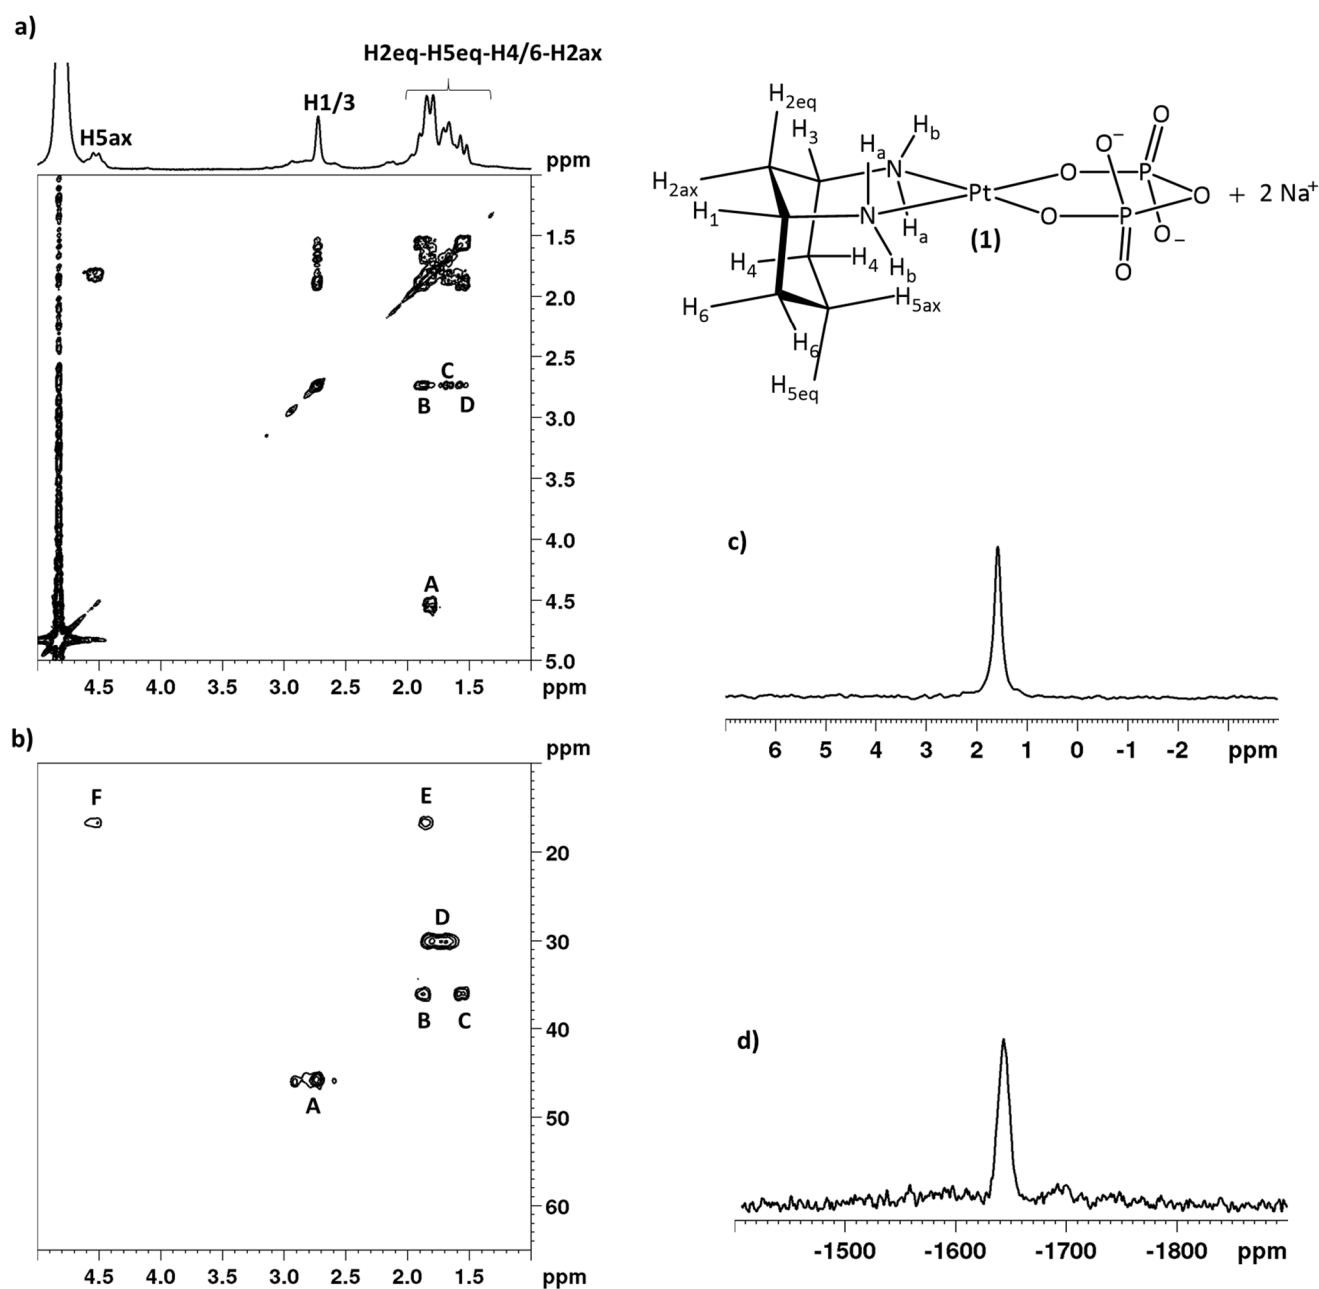 a)
H2eq-H5eq-H4/6-H2ax
H5ax
H1/3
ppm
1.5
2.0
2.5
3.0
3.5
4.0
4.5
5.0
C
B D
A
4.5 4.0 3.5 3.0 2.5 2.0 1.5 ppm
H2eq
H3
Hb
Ha
N
H2ax
H1
N
Ha
Hb
Pt
(1)
O
O
O−
P
O
O
P
O−
O
+ 2 Na+
H4
H4
H6
H5ax
H6
H5eq
b)
ppm
F E
D
B C
A
20
30
40
50
60
4.5 4.0 3.5 3.0 2.5 2.0 1.5 ppm
c)
6 5 4 3 2 1 0 -1 -2 ppm
d)
-1500 -1600 -1700 -1800 ppm